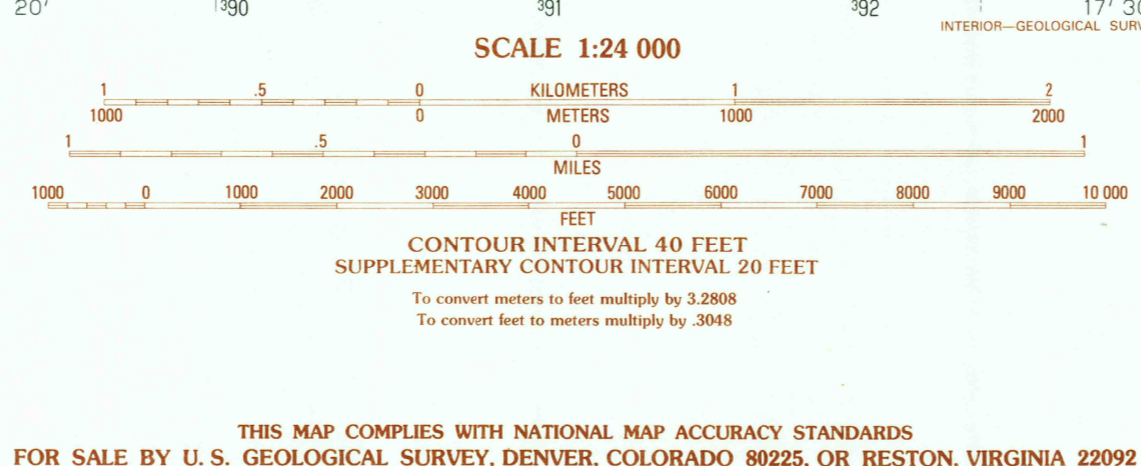 20' ³90 ³91 ³92 17' 30
INTERIOR—GEOLOGICAL SURV
SCALE 1:24 000
1 .5 0 KILOMETERS 1 2
1000 0 METERS 1000 2000
1 .5 0 1
MILES
1000 0 1000 2000 3000 4000 5000 6000 7000 8000 9000 10 000
FEET
CONTOUR INTERVAL 40 FEET
SUPPLEMENTARY CONTOUR INTERVAL 20 FEET
To convert meters to feet multiply by 3.2808
To convert feet to meters multiply by .3048
THIS MAP COMPLIES WITH NATIONAL MAP ACCURACY STANDARDS
FOR SALE BY U. S. GEOLOGICAL SURVEY, DENVER, COLORADO 80225, OR RESTON, VIRGINIA 22092